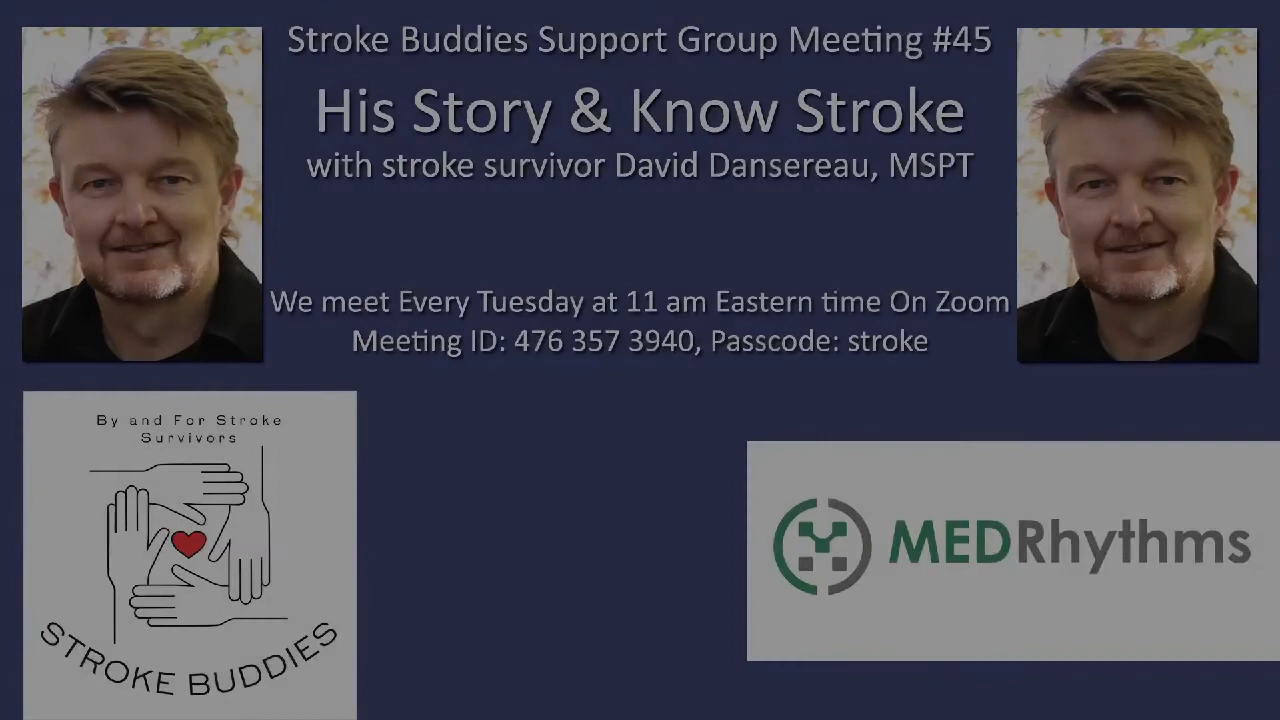 Stroke Buddies Support Group Meeting #45
His Story & Know Stroke
with stroke survivor David Dansereau, MSPT
We meet Every Tuesday at 11 am Eastern time On Zoom
Meeting ID: 476 357 3940, Passcode: stroke
By and For Stroke
Survivors
STROKE BUDDIES
MEDRhythms